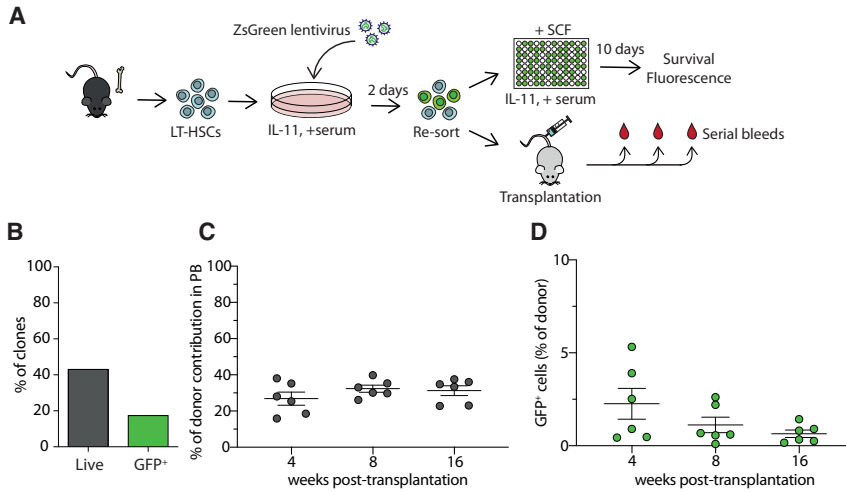 A
ZsGreen lentivirus
+ SCF
2 days
10 days
Survival
Fluorescence
LT-HSCs
IL-11, +serum
Re-sort
IL-11, + serum
Transplantation
Serial bleeds
B
% of clones
100
80
60
40
20
0
Live
GFP⁺
C
% of donor contribution in PB
100
80
60
40
20
0
4
8
16
weeks post-transplantation
D
GFP⁺ cells (% of donor)
10
5
0
4
8
16
weeks post-transplantation